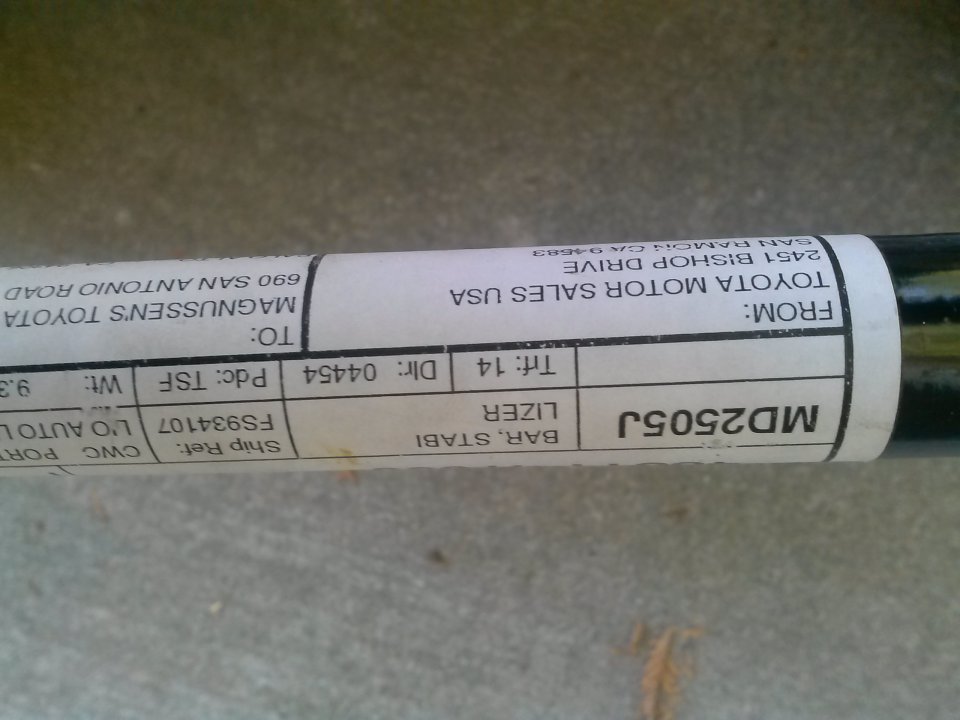 CWC PORT
L'O AUTO L
Ship Ref:
FS934107
BAR, STABI
LIZER
MD2505J
Wt: 9.3
Pdc: TSF
Dlr: 04454
Trf: 14
FROM:
TOYOTA MOTOR SALES USA
2451 BISHOP DRIVE
SAN RAMON CA 94583
TO:
MAGNUSSEN'S TOYOTA
690 SAN ANTONIO ROAD